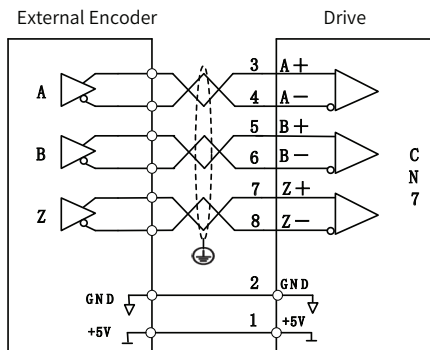 External Encoder Drive
3 A+
A
4 A-
5 B+
B C
6 B- N
7 Z+ 7
Z
8 Z-
2 GND
GND
1 +5V
+5V